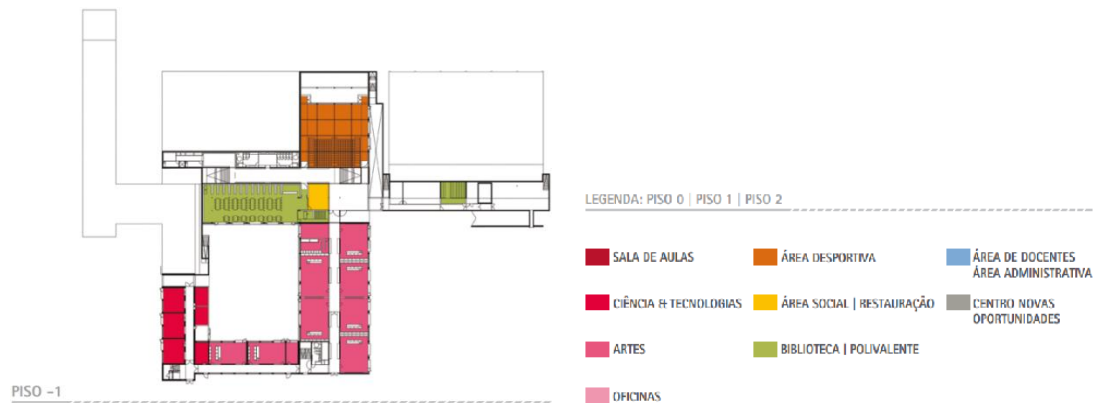 PISO -1
LEGENDA: PISO 0 | PISO 1 | PISO 2
SALA DE AULAS
CIÊNCIA & TECNOLOGIAS
ARTES
OFICINAS
ÁREA DESPORTIVA
ÁREA SOCIAL | RESTAURAÇÃO
BIBLIOTECA | POLIVALENTE
ÁREA DE DOCENTES
ÁREA ADMINISTRATIVA
CENTRO NOVAS
OPORTUNIDADES